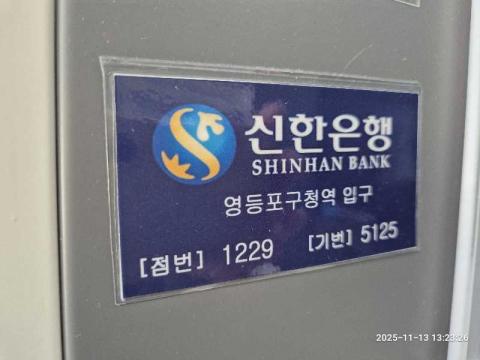 신한은행
SHINHAN BANK
영등포구청역 입구
[점번] 1229 [기번] 5125
2025-11-13 13:23:26